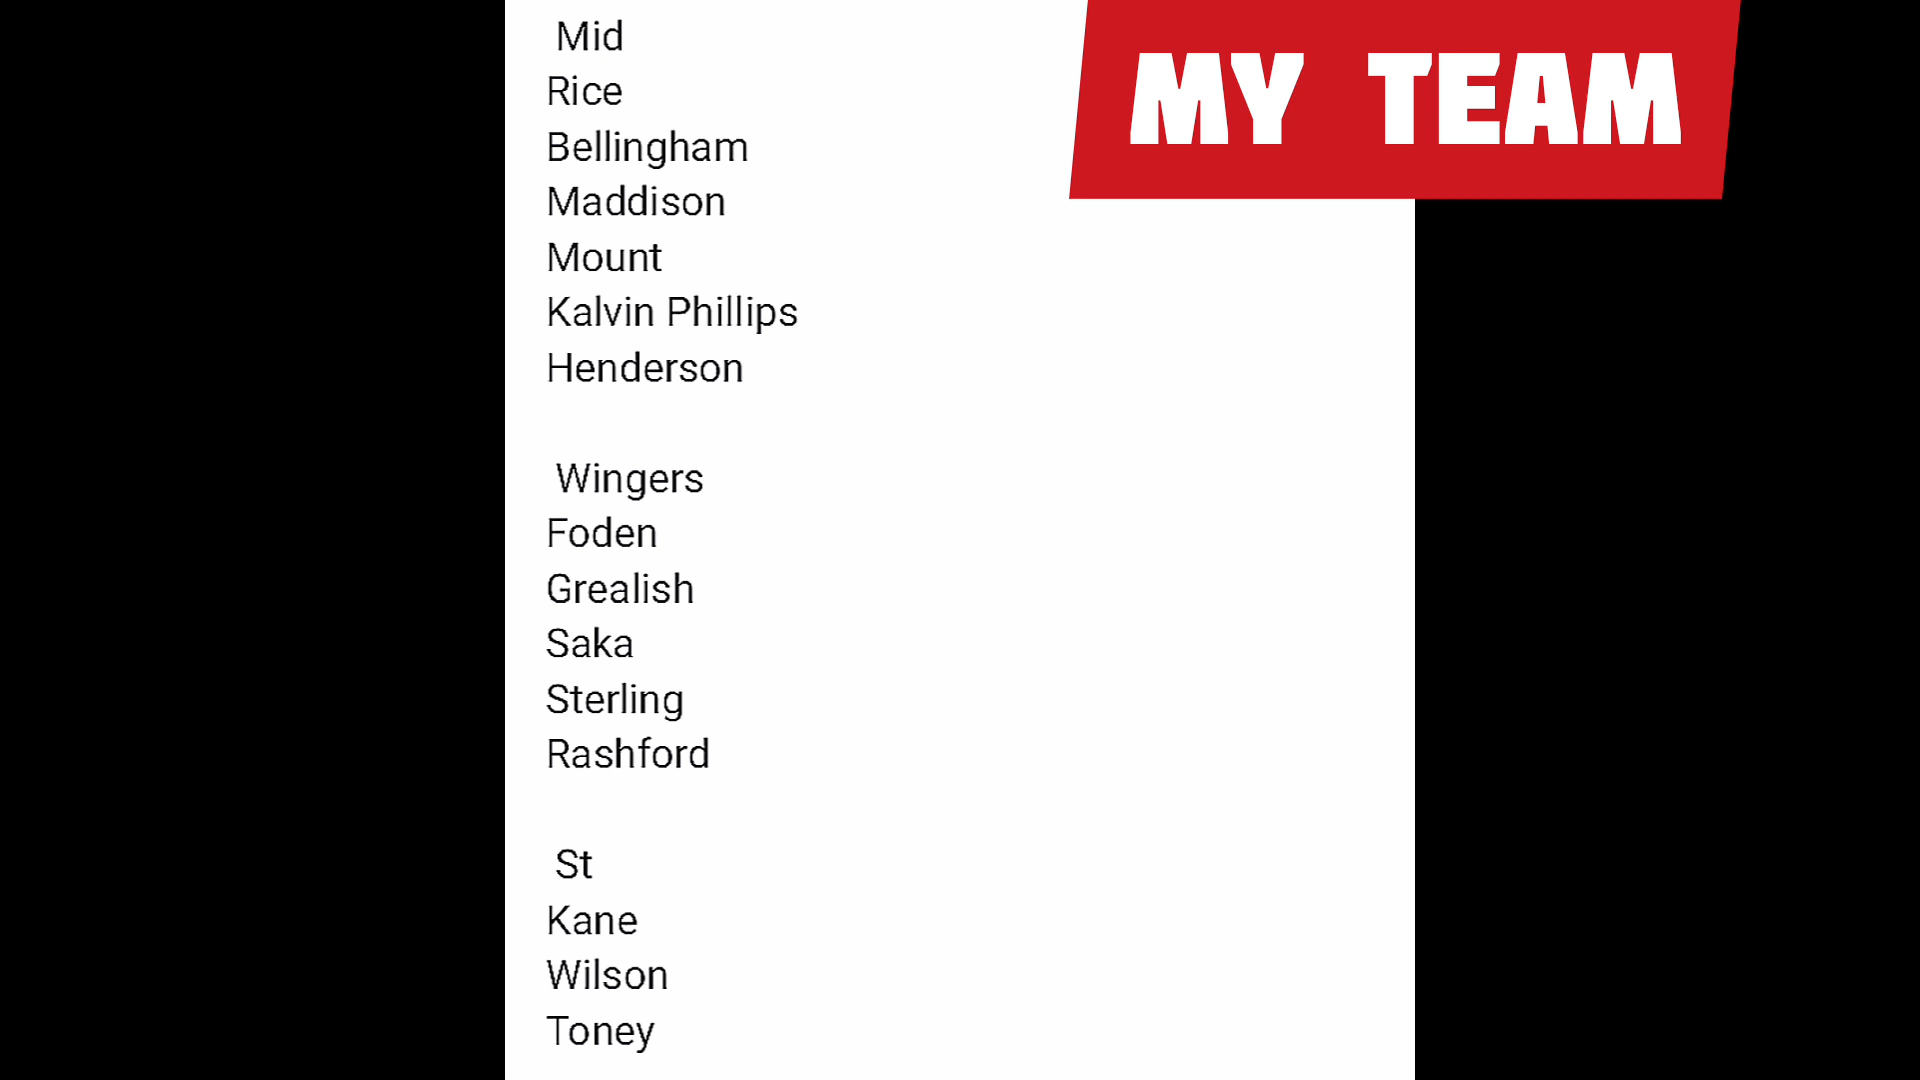 MY TEAM
Mid
Rice
Bellingham
Maddison
Mount
Kalvin Phillips
Henderson
Wingers
Foden
Grealish
Saka
Sterling
Rashford
St
Kane
Wilson
Toney